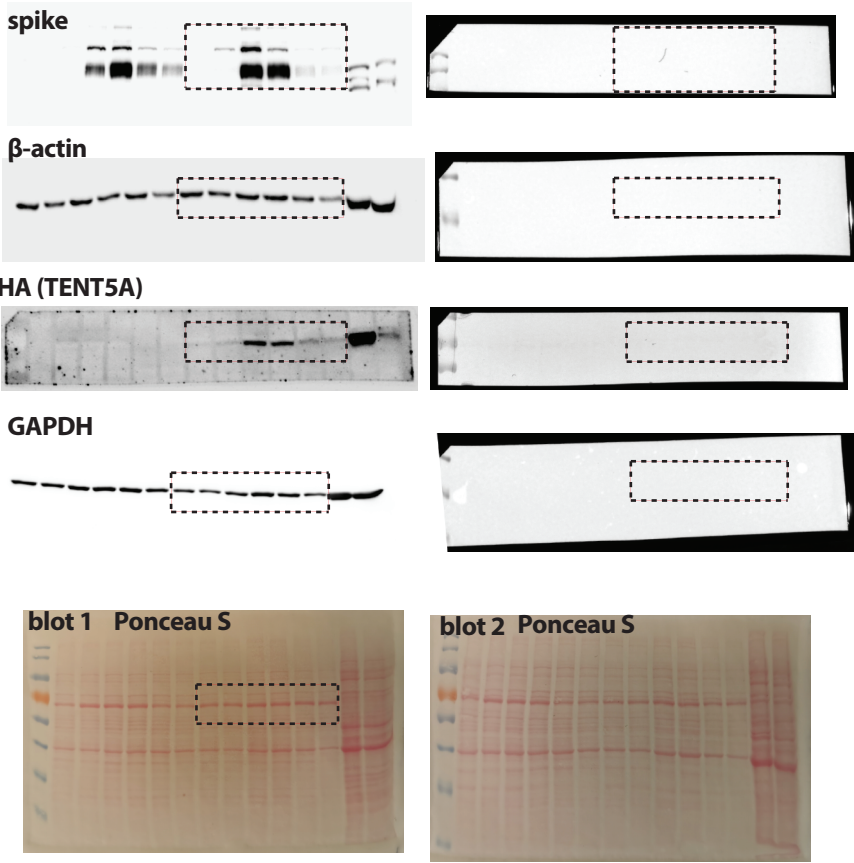 spike
β-actin
HA (TENT5A)
GAPDH
blot 1 Ponceau S
blot 2 Ponceau S